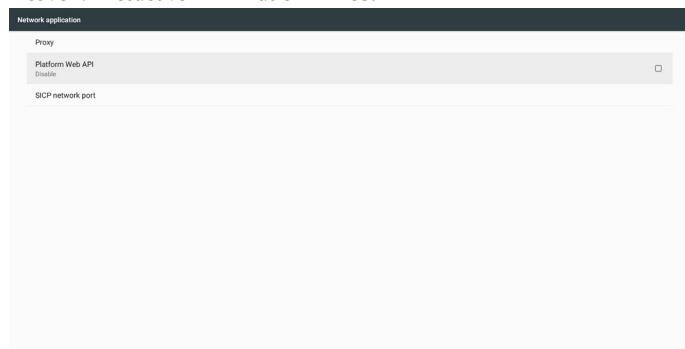 Network application
Proxy
Platform Web API
Disable
SICP network port